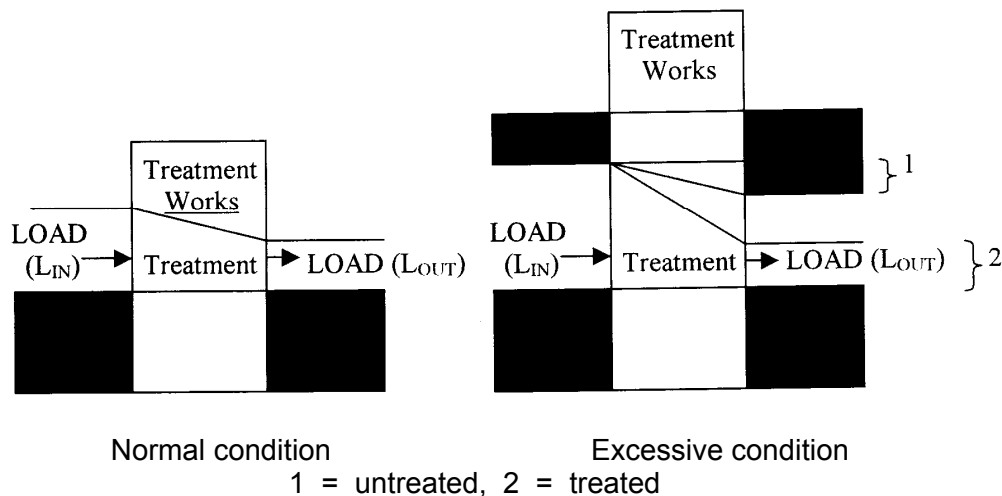 Treatment
Works
LOAD
(LIN)
Treatment
LOAD (LOUT)
Normal condition
Treatment
Works
1
LOAD
(LIN)
Treatment
LOAD (LOUT)
2
Excessive condition
1 = untreated, 2 = treated